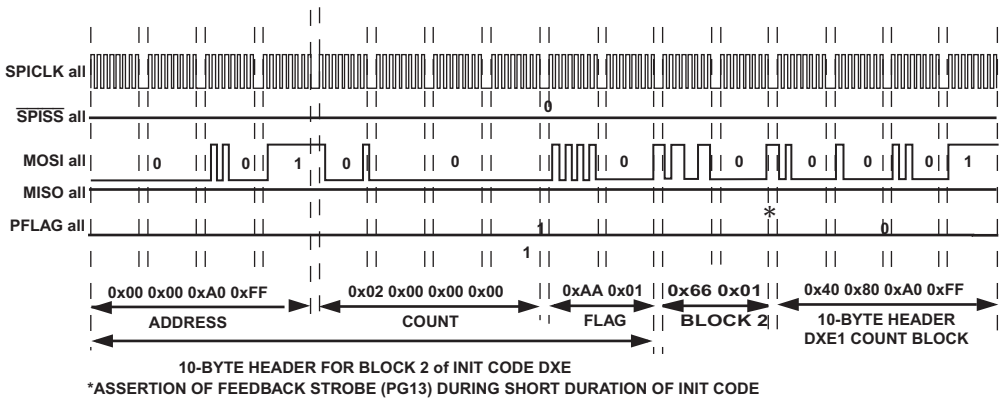 SPICLK all
SPISS all
0
MOSI all
0 0 1 0 0 0 0 0 0 0 1
MISO all
*
PFLAG all
1 0
1
0x00 0x00 0xA0 0xFF 0x02 0x00 0x00 0x00 0xAA 0x01 0x66 0x01 0x40 0x80 0xA0 0xFF
ADDRESS COUNT FLAG BLOCK 2 10-BYTE HEADER
DXE1 COUNT BLOCK
10-BYTE HEADER FOR BLOCK 2 of INIT CODE DXE
*ASSERTION OF FEEDBACK STROBE (PG13) DURING SHORT DURATION OF INIT CODE